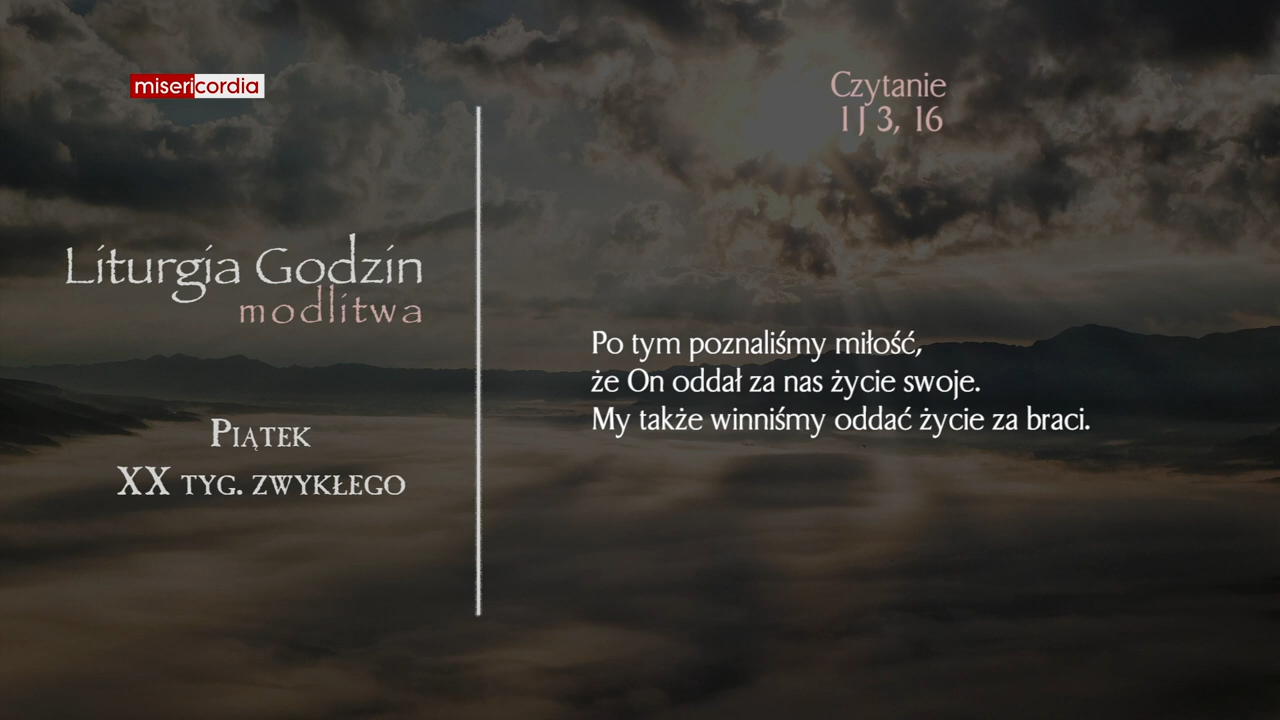 misericordia
Liturgia Godzin
modlitwa
Piątek
XX tyg. zwykłego
Czytanie
1 J 3, 16
Po tym poznaliśmy miłość,
że On oddał za nas życie swoje.
My także winniśmy oddać życie za braci.